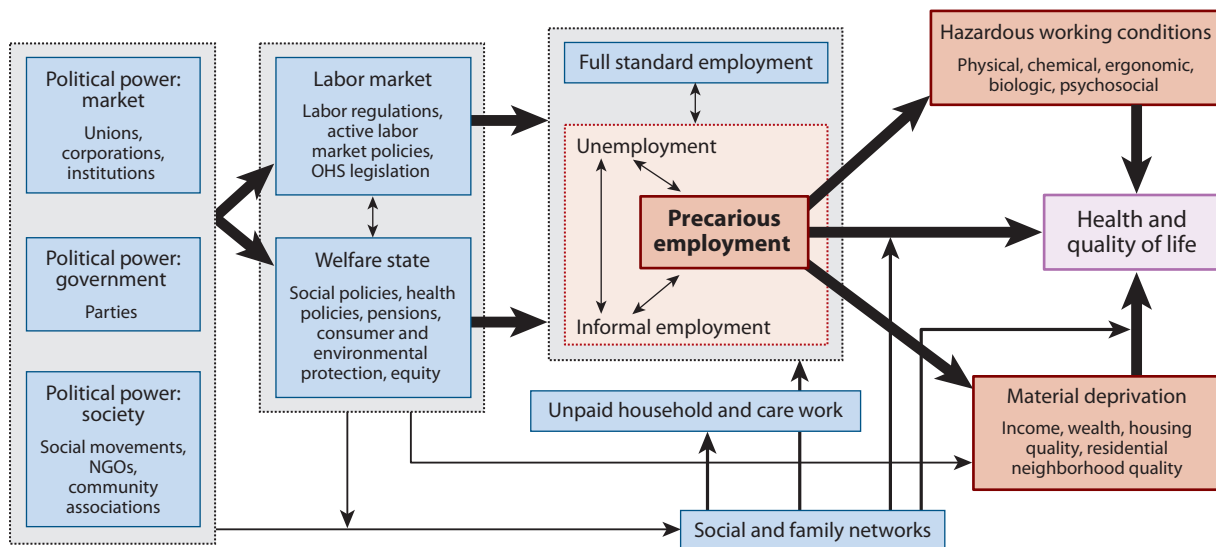 Political power:
market
Unions,
corporations,
institutions
Political power:
government
Parties
Political power:
society
Social movements,
NGOs,
community
associations
Labor market
Labor regulations,
active labor
market policies,
OHS legislation
Welfare state
Social policies, health
policies, pensions,
consumer and
environmental
protection, equity
Full standard employment
Unemployment
Precarious
employment
Informal employment
Unpaid household and care work
Social and family networks
Hazardous working conditions
Physical, chemical, ergonomic,
biologic, psychosocial
Health and
quality of life
Material deprivation
Income, wealth, housing
quality, residential
neighborhood quality